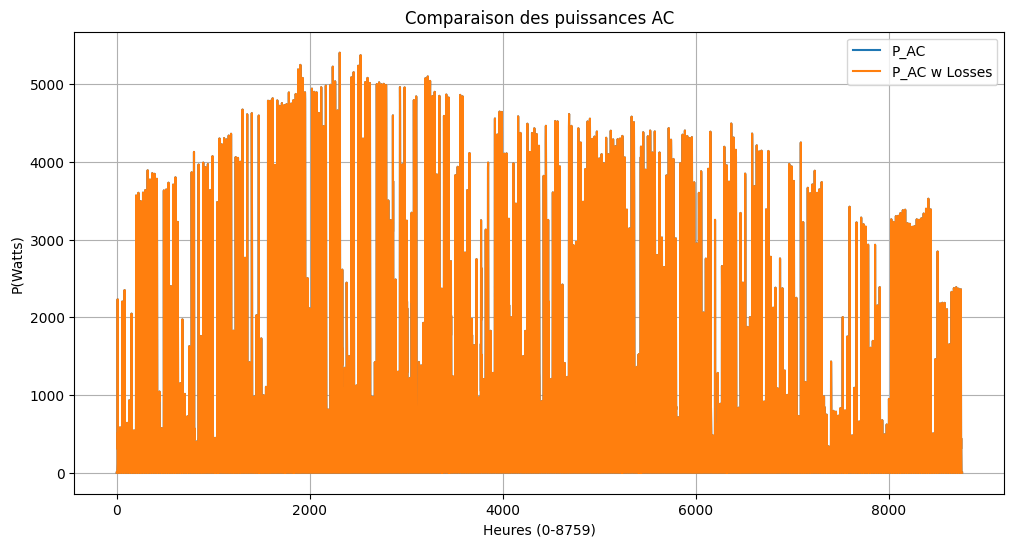 Comparaison des puissances AC
P_AC
P_AC w Losses
P(Watts)
5000
4000
3000
2000
1000
0
0
2000
4000
6000
8000
Heures (0-8759)